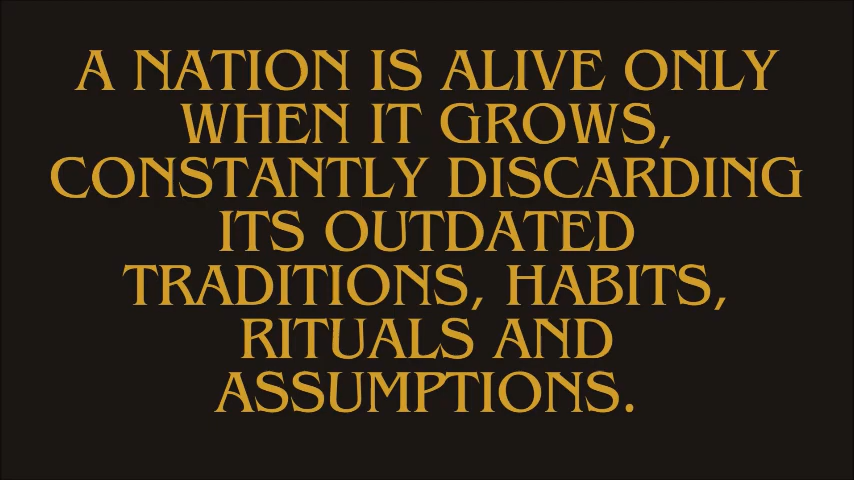 A NATION IS ALIVE ONLY
WHEN IT GROWS,
CONSTANTLY DISCARDING
ITS OUTDATED
TRADITIONS, HABITS,
RITUALS AND
ASSUMPTIONS.